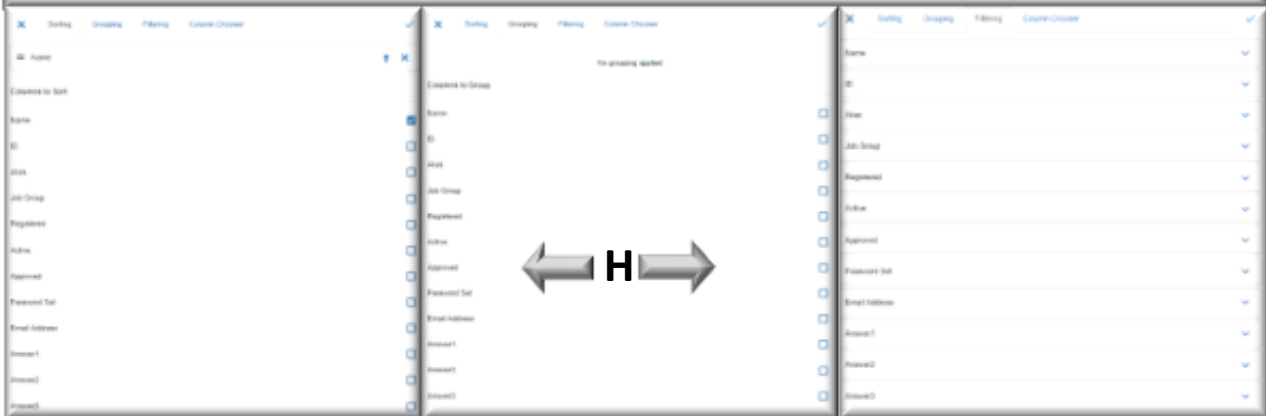 Sorting Grouping Filtering Column Chooser
Name
Columns to Sort
Name
ID
Alias
Job Group
Registered
Active
Approved
Password Set
Email Address
Answer1
Answer2
Answer3
Sorting Grouping Filtering Column Chooser
No grouping applied
Columns to Group
Name
ID
Alias
Job Group
Registered
Active
Approved
Password Set
Email Address
Answer1
Answer2
Answer3
H
Sorting Grouping Filtering Column Chooser
Name
ID
Alias
Job Group
Registered
Active
Approved
Password Set
Email Address
Answer1
Answer2
Answer3